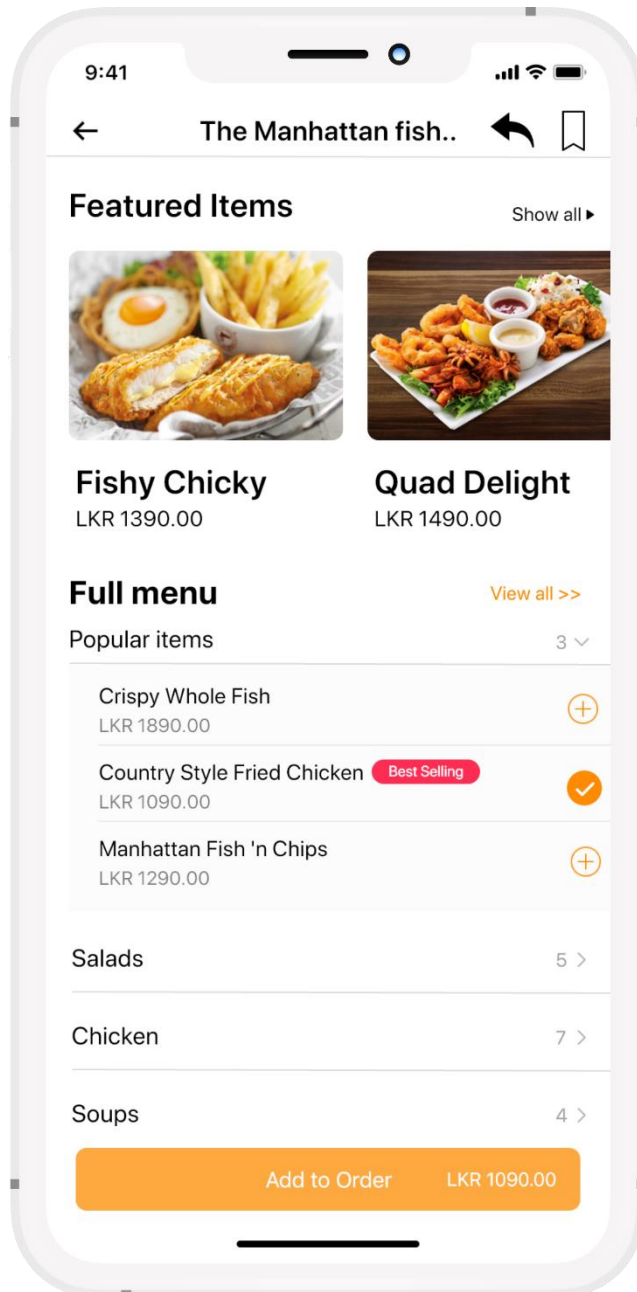 9:41
The Manhattan fish..
Featured Items
Show all
Fishy Chicky
LKR 1390.00
Quad Delight
LKR 1490.00
Full menu
View all >>
Popular items
3
Crispy Whole Fish
LKR 1890.00
Country Style Fried Chicken Best Selling
LKR 1090.00
Manhattan Fish 'n Chips
LKR 1290.00
Salads
5
Chicken
7
Soups
4
Add to Order LKR 1090.00